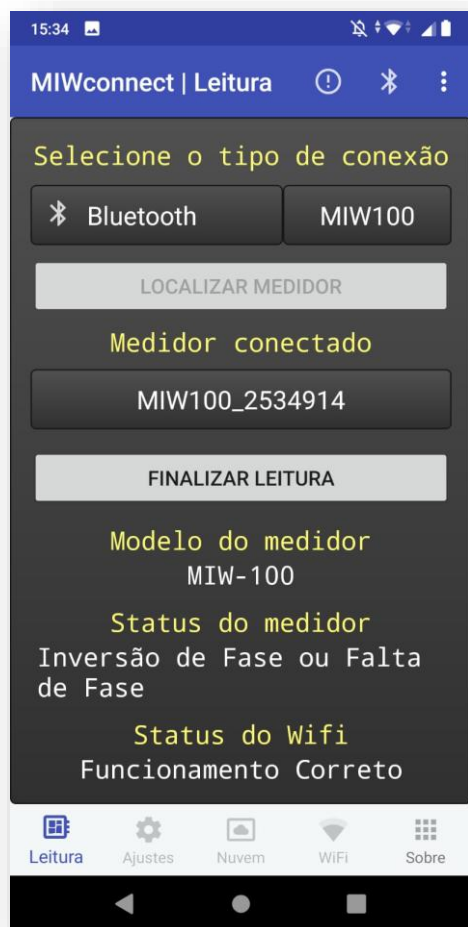 15:34
MIWconnect | Leitura
Selecione o tipo de conexão
Bluetooth
MIW100
LOCALIZAR MEDIDOR
Medidor conectado
MIW100_2534914
FINALIZAR LEITURA
Modelo do medidor
MIW-100
Status do medidor
Inversão de Fase ou Falta
de Fase
Status do Wifi
Funcionamento Correto
Leitura
Ajustes
Nuvem
WiFi
Sobre